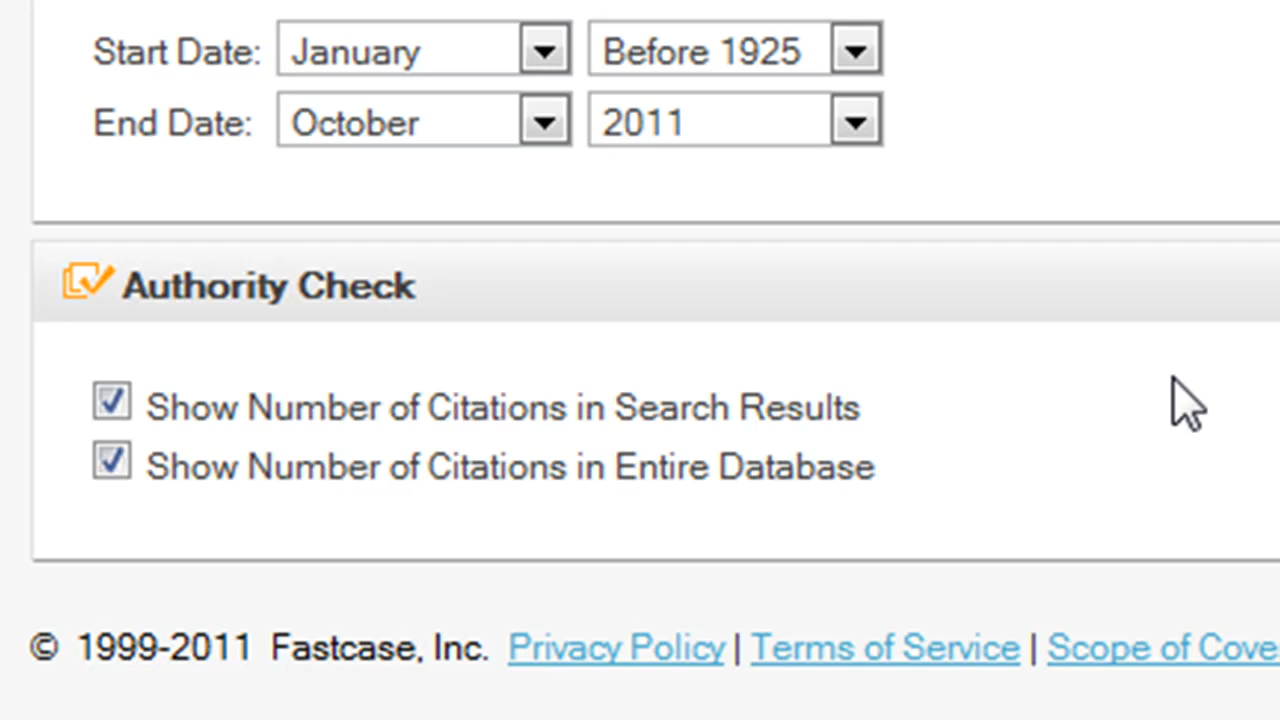 Start Date: January Before 1925
End Date: October 2011
Authority Check
Show Number of Citations in Search Results
Show Number of Citations in Entire Database
© 1999-2011 Fastcase, Inc. Privacy Policy | Terms of Service | Scope of Cove